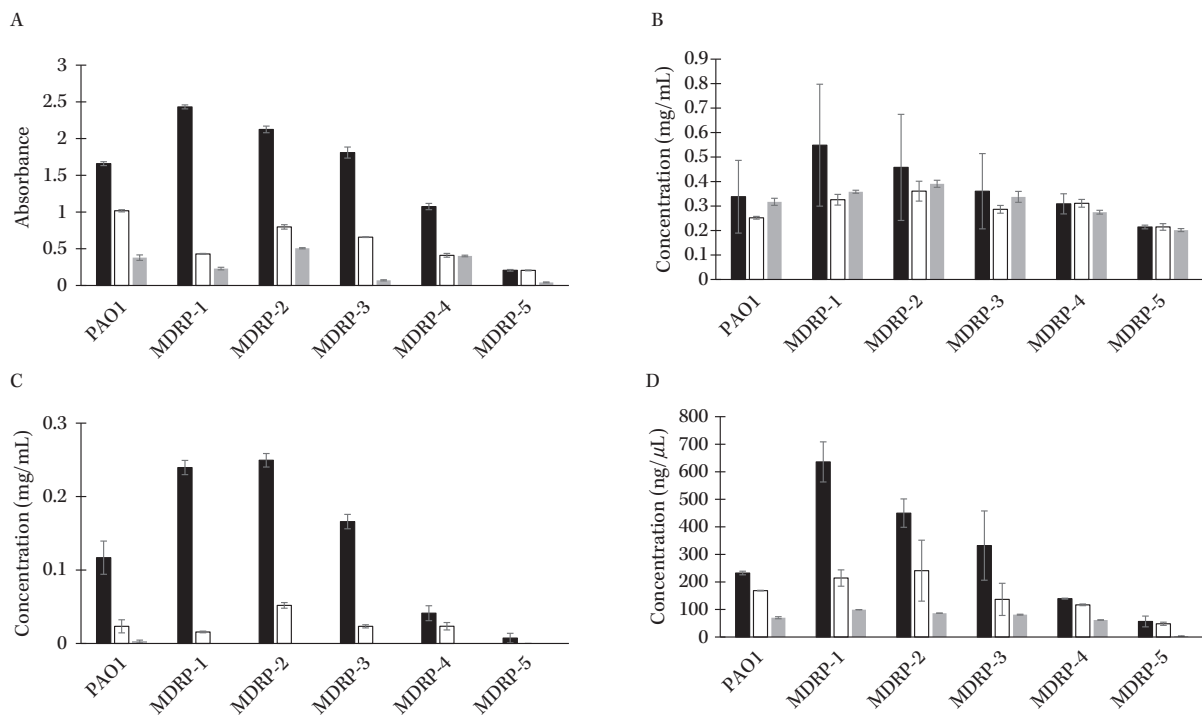 A
Absorbance
3
2.5
2
1.5
1
0.5
0
PAO1
MDRP-1
MDRP-2
MDRP-3
MDRP-4
MDRP-5
B
Concentration (mg/mL)
0.9
0.8
0.7
0.6
0.5
0.4
0.3
0.2
0.1
0
PAO1
MDRP-1
MDRP-2
MDRP-3
MDRP-4
MDRP-5
C
Concentration (mg/mL)
0.3
0.2
0.1
0
PAO1
MDRP-1
MDRP-2
MDRP-3
MDRP-4
MDRP-5
D
Concentration (ng/μL)
800
700
600
500
400
300
200
100
0
PAO1
MDRP-1
MDRP-2
MDRP-3
MDRP-4
MDRP-5